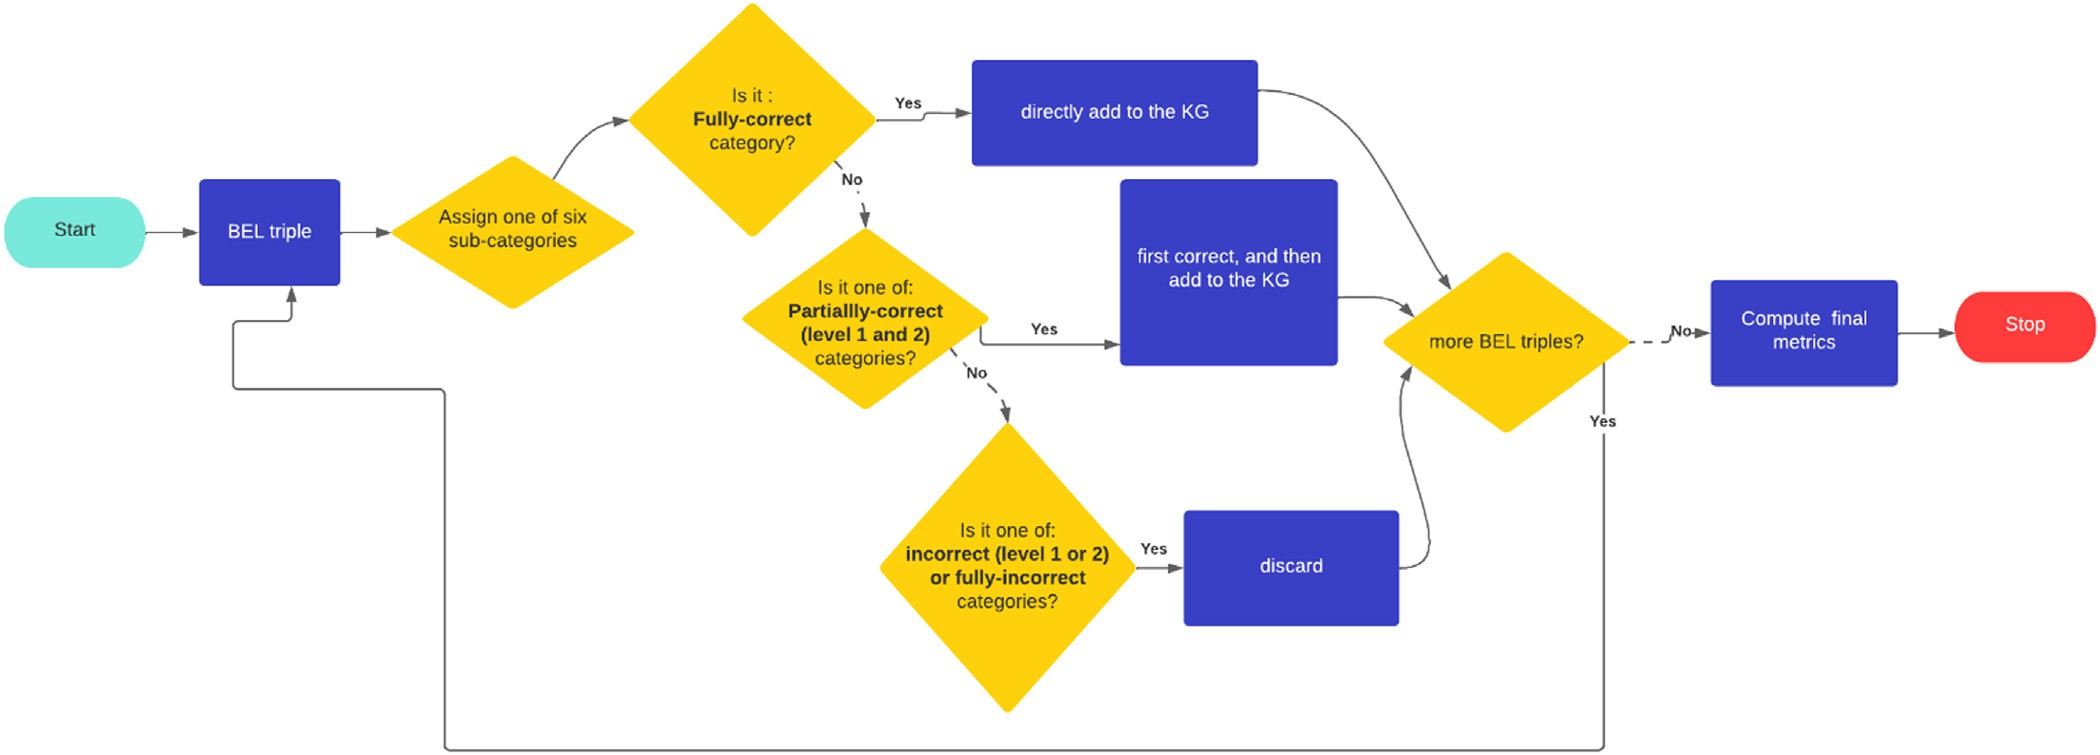 Start
BEL triple
Assign one of six
sub-categories
Is it :
Fully-correct
category?
Yes
directly add to the KG
No
Is it one of:
Partiallly-correct
(level 1 and 2)
categories?
Yes
first correct, and then
add to the KG
No
Is it one of:
incorrect (level 1 or 2)
or fully-incorrect
categories?
Yes
discard
more BEL triples?
Yes
No
Compute final
metrics
Stop